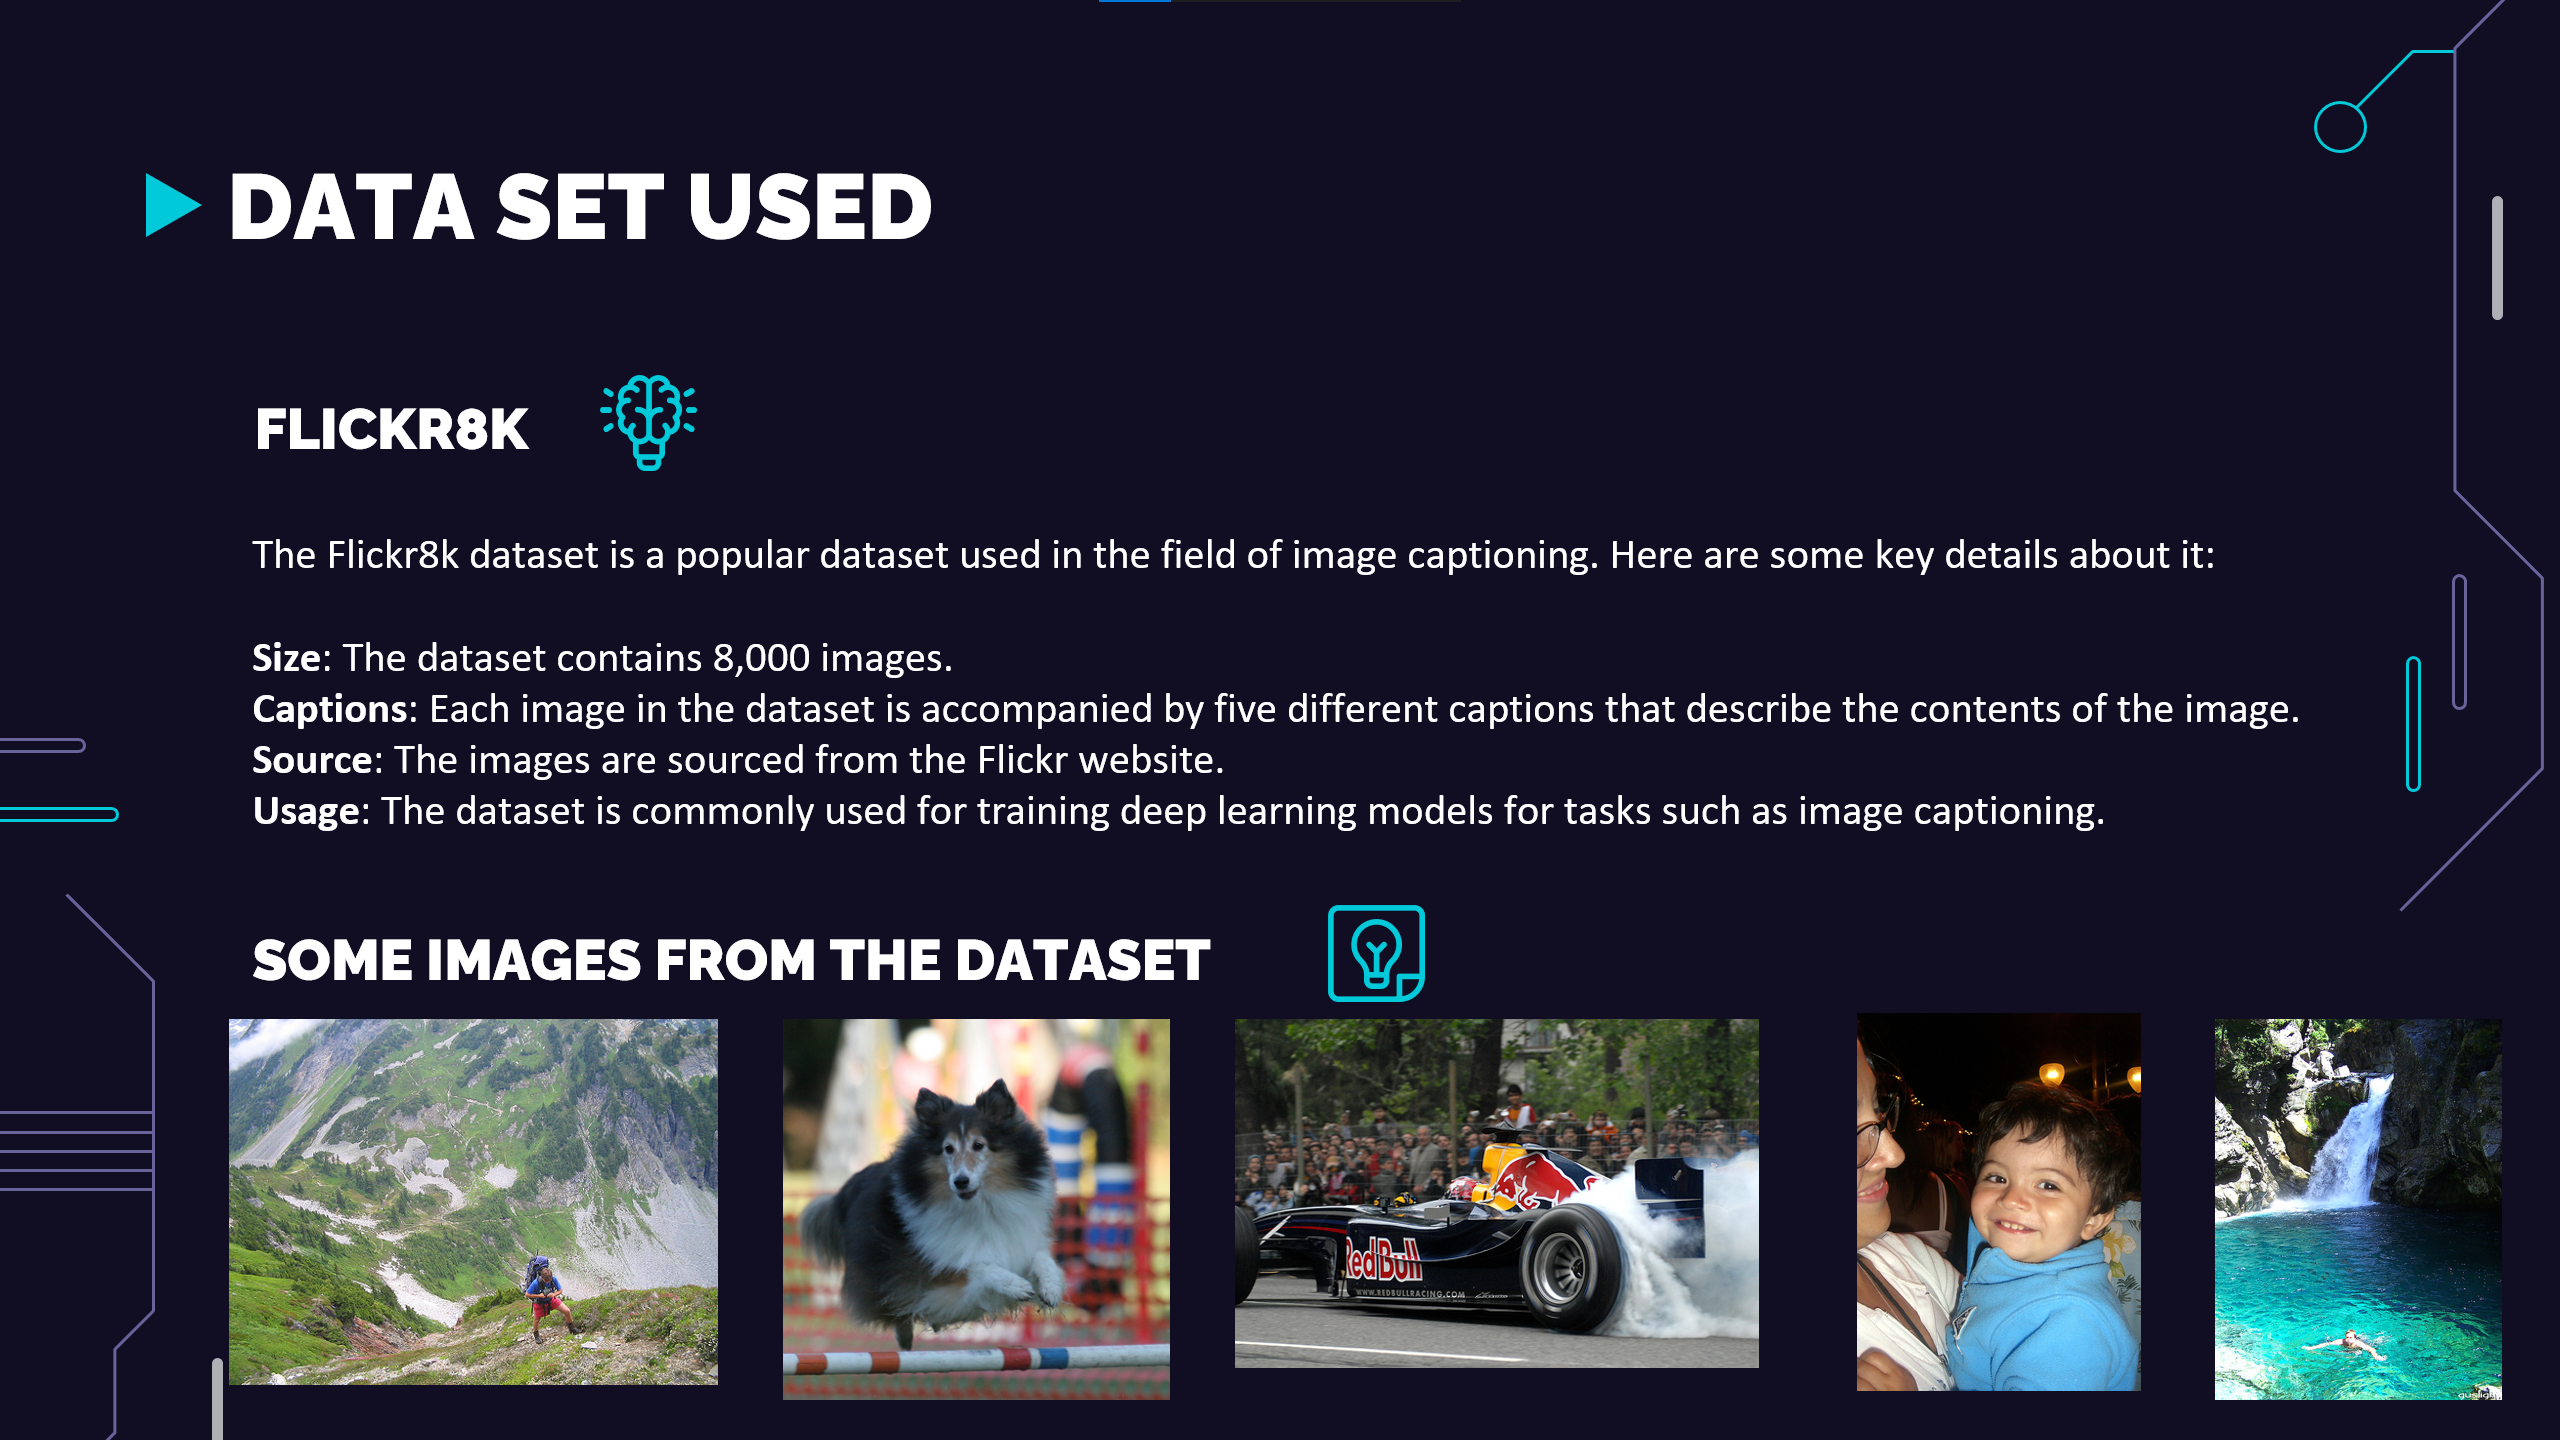 DATA SET USED
FLICKR8K
The Flickr8k dataset is a popular dataset used in the field of image captioning. Here are some key details about it:
Size: The dataset contains 8,000 images.
Captions: Each image in the dataset is accompanied by five different captions that describe the contents of the image.
Source: The images are sourced from the Flickr website.
Usage: The dataset is commonly used for training deep learning models for tasks such as image captioning.
SOME IMAGES FROM THE DATASET
Red Bull
WWW.REDBULLRACING.COM